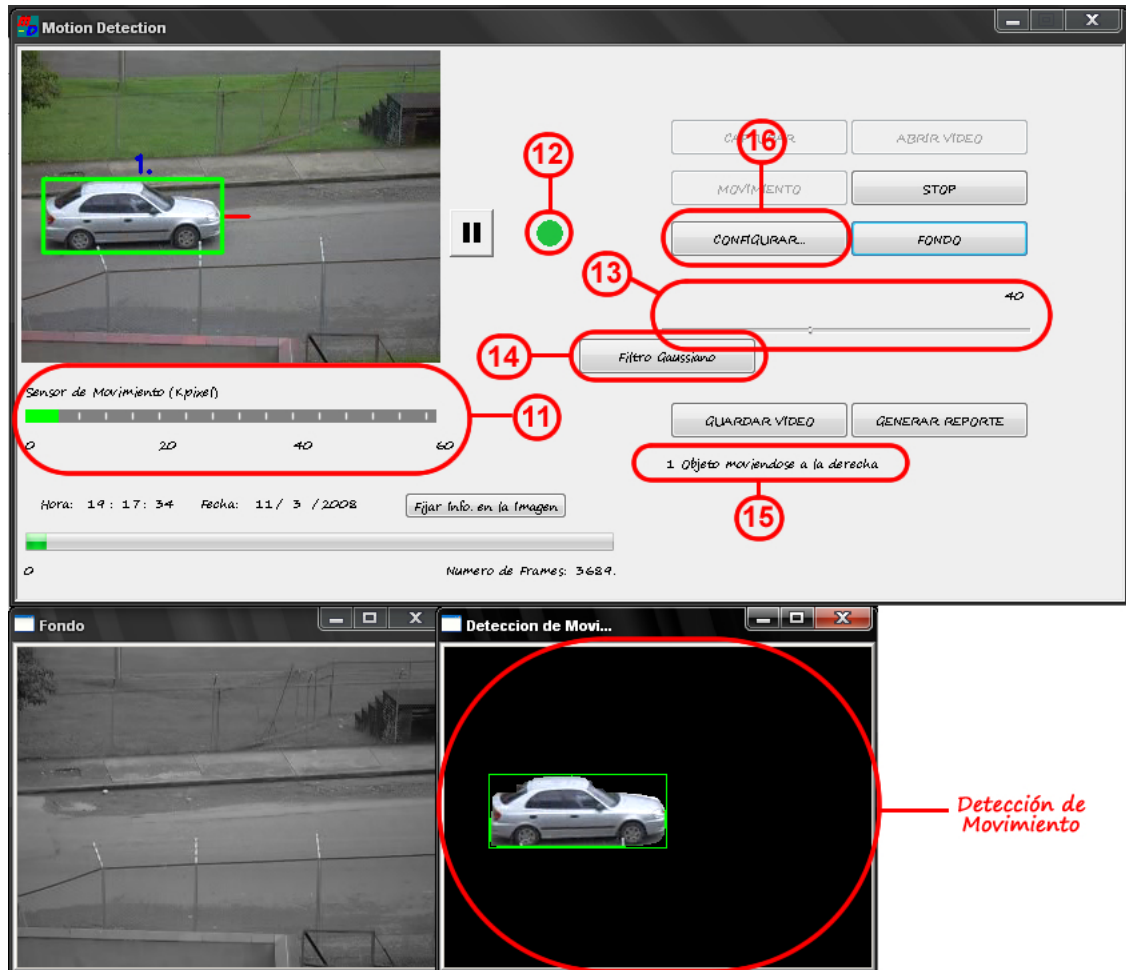 Motion Detection
1.
12
16
CAPTURAR
ABRIR VIDEO
MOVIMIENTO
STOP
CONFIGURAR...
FONDO
13
40
14
Filtro Gaussiano
Sensor de Movimiento (Kpixel)
11
0 20 40 60
GUARDAR VIDEO
GENERAR REPORTE
1 Objeto moviendose a la derecha
15
Hora: 19: 17: 34 Fecha: 11/ 3 /2008
Fijar Info. en la Imagen
0
Numero de Frames: 3689.
Fondo
Deteccion de Movi...
Detección de
Movimiento